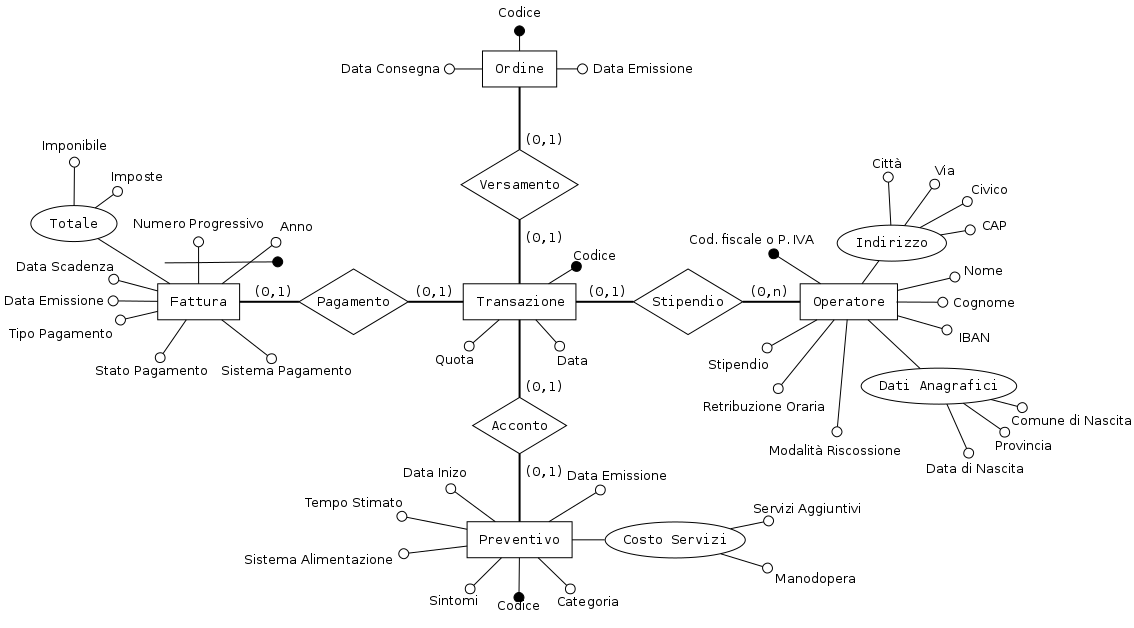 Codice
Data Consegna
Ordine
Data Emissione
(0,1)
Versamento
(0,1)
Imponibile
Imposte
Totale
Numero Progressivo
Anno
Data Scadenza
Data Emissione
Tipo Pagamento
Fattura
Stato Pagamento
Sistema Pagamento
(0,1)
Pagamento
(0,1)
Codice
Transazione
Quota
Data
(0,1)
Stipendio
(0,n)
Città
Via
Civico
CAP
Indirizzo
Cod. fiscale o P. IVA
Operatore
Nome
Cognome
IBAN
Stipendio
Retribuzione Oraria
Modalità Riscossione
Dati Anagrafici
Comune di Nascita
Provincia
Data di Nascita
(0,1)
Acconto
(0,1)
Data Inizo
Data Emissione
Tempo Stimato
Sistema Alimentazione
Preventivo
Costo Servizi
Servizi Aggiuntivi
Manodopera
Sintomi
Codice
Categoria